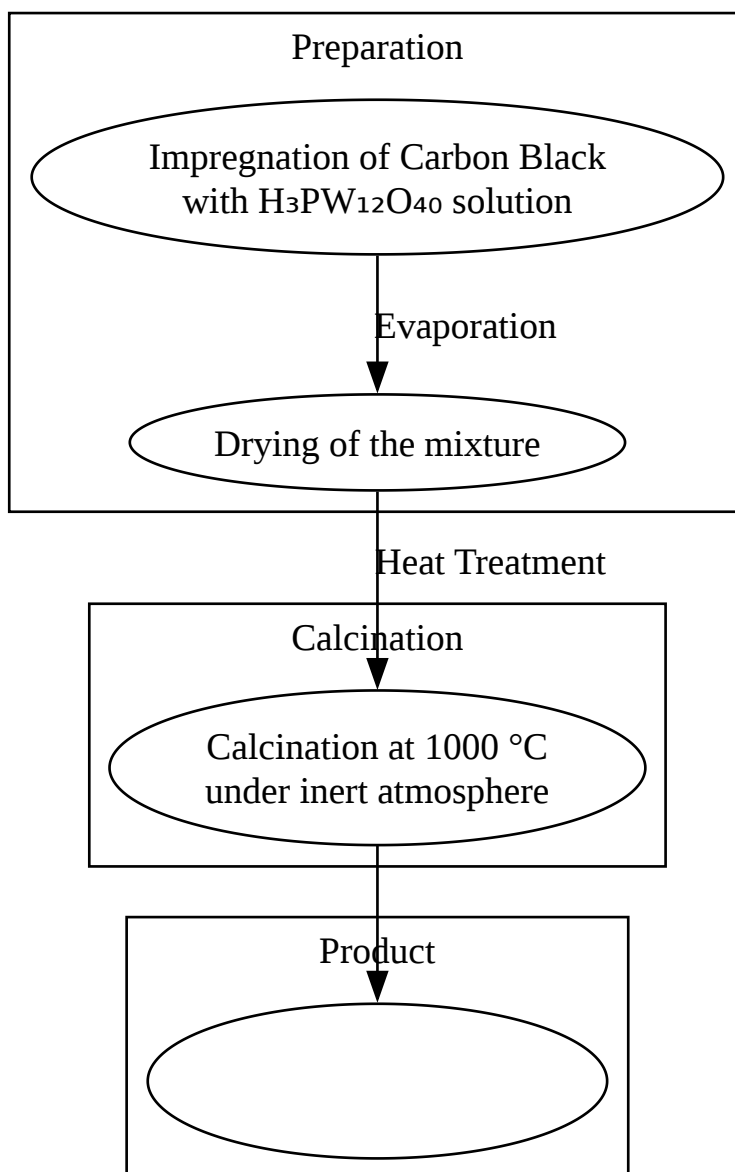 Preparation
Impregnation of Carbon Black
with H₃PW₁₂O₄₀ solution
Evaporation
Drying of the mixture
Heat Treatment
Calcination
Calcination at 1000 °C
under inert atmosphere
Product